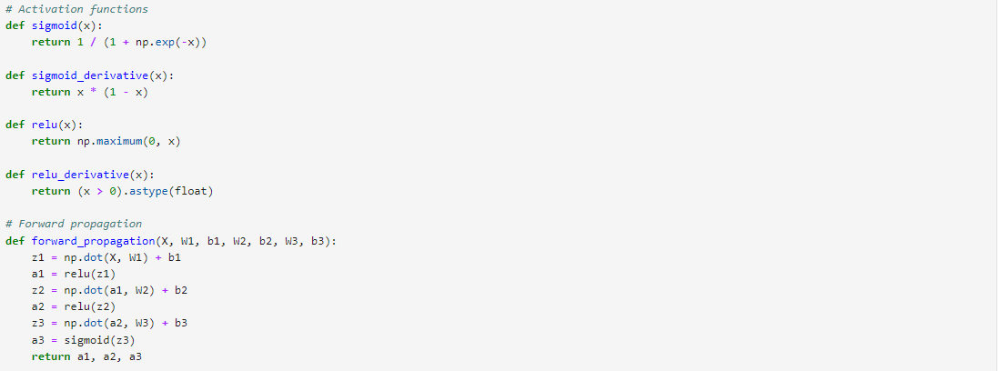 # Activation functions
def sigmoid(x):
    return 1 / (1 + np.exp(-x))
def sigmoid_derivative(x):
    return x * (1 - x)
def relu(x):
    return np.maximum(0, x)
def relu_derivative(x):
    return (x > 0).astype(float)
# Forward propagation
def forward_propagation(X, W1, b1, W2, b2, W3, b3):
    z1 = np.dot(X, W1) + b1
    a1 = relu(z1)
    z2 = np.dot(a1, W2) + b2
    a2 = relu(z2)
    z3 = np.dot(a2, W3) + b3
    a3 = sigmoid(z3)
    return a1, a2, a3